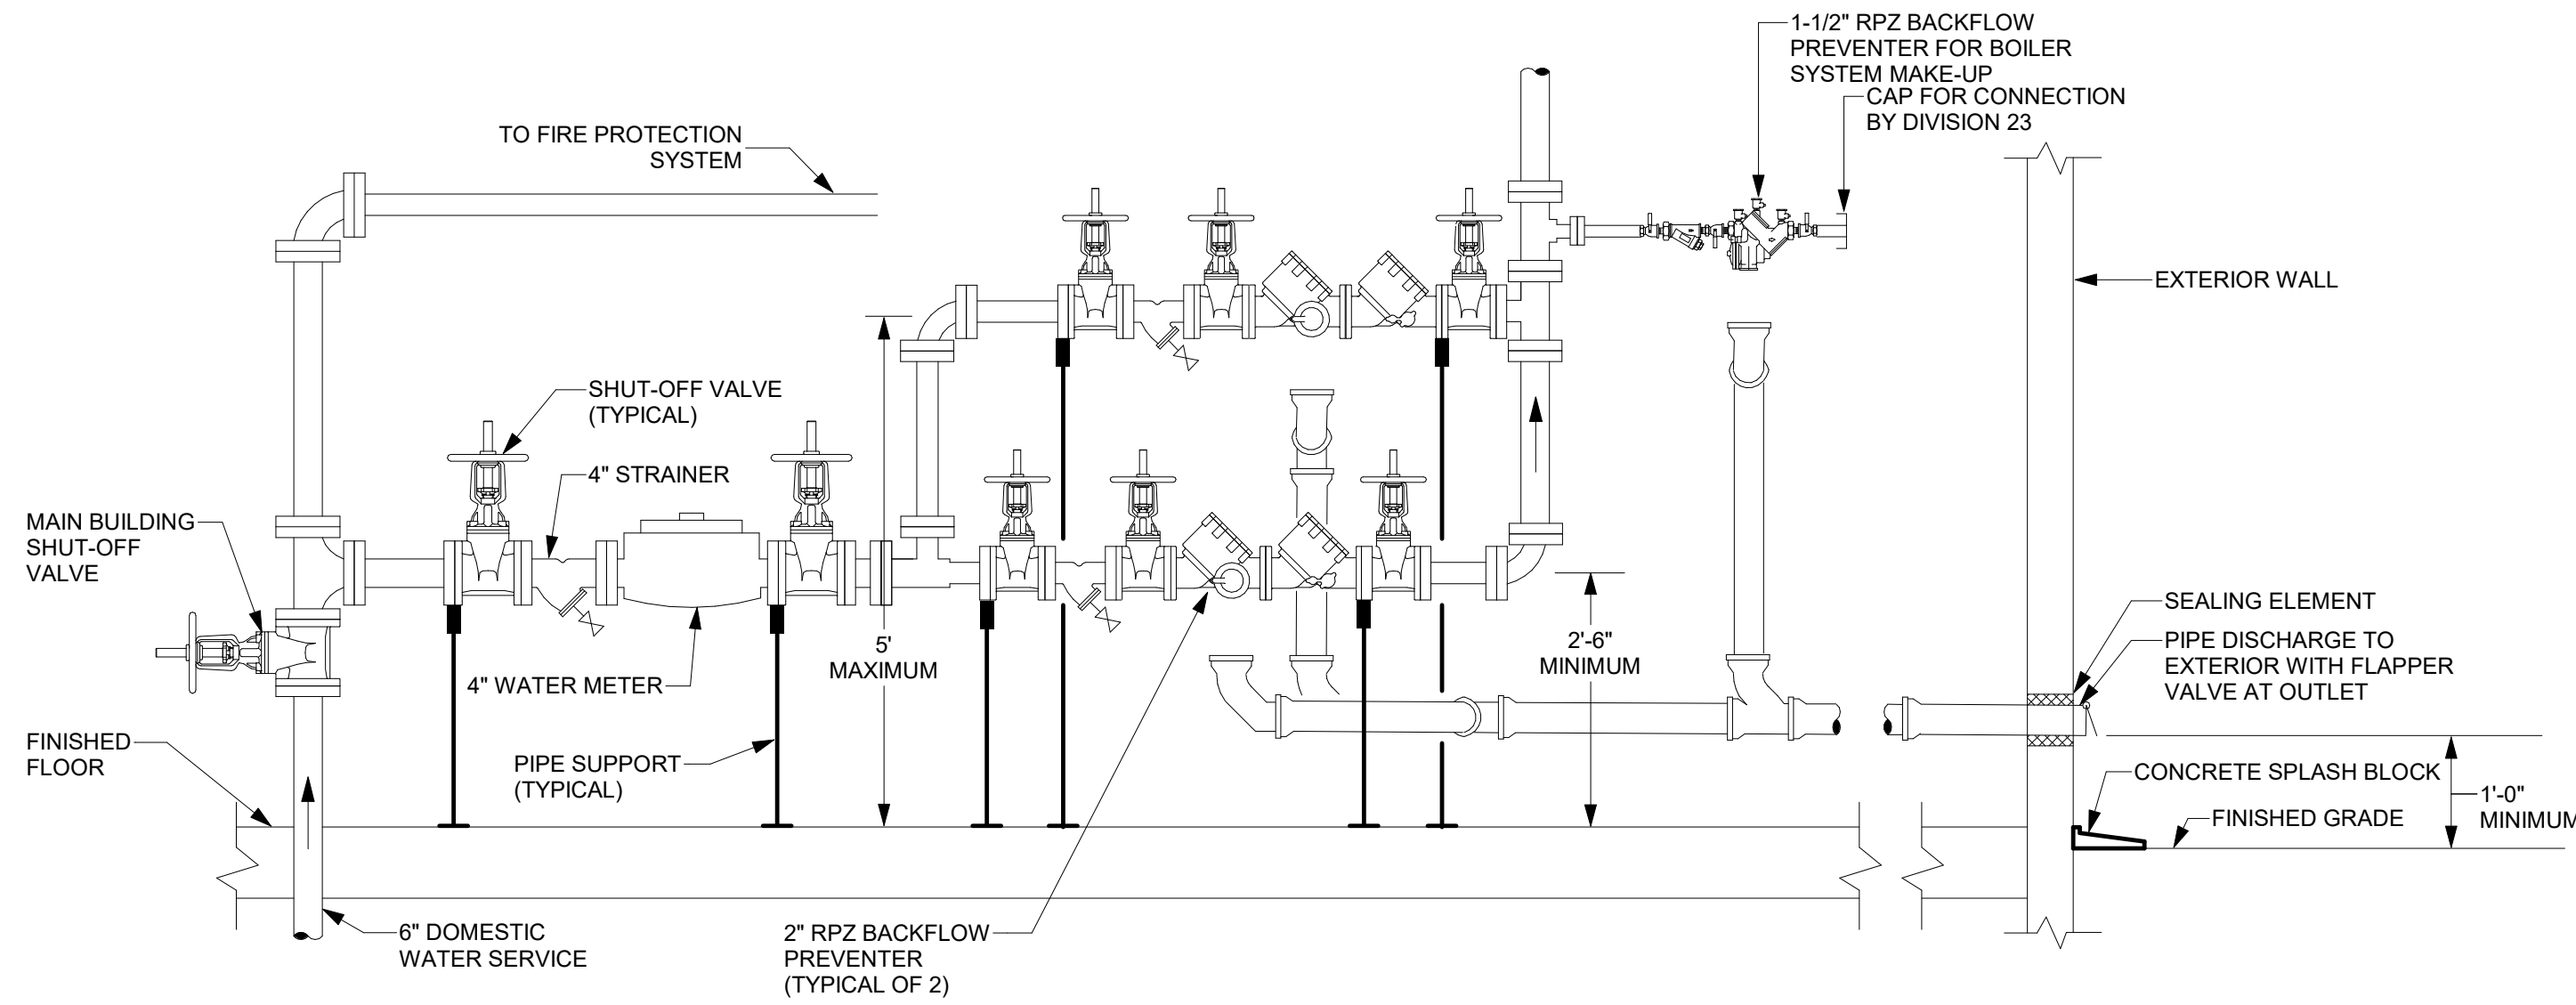 1-1/2" RPZ BACKFLOW
PREVENTER FOR BOILER
SYSTEM MAKE-UP
CAP FOR CONNECTION
BY DIVISION 23
TO FIRE PROTECTION
SYSTEM
EXTERIOR WALL
SHUT-OFF VALVE
(TYPICAL)
4" STRAINER
MAIN BUILDING
SHUT-OFF
VALVE
5'
MAXIMUM
2'-6"
MINIMUM
4" WATER METER
SEALING ELEMENT
PIPE DISCHARGE TO
EXTERIOR WITH FLAPPER
VALVE AT OUTLET
FINISHED
FLOOR
PIPE SUPPORT
(TYPICAL)
CONCRETE SPLASH BLOCK
1'-0"
MINIMUM
FINISHED GRADE
6" DOMESTIC
WATER SERVICE
2" RPZ BACKFLOW
PREVENTER
(TYPICAL OF 2)